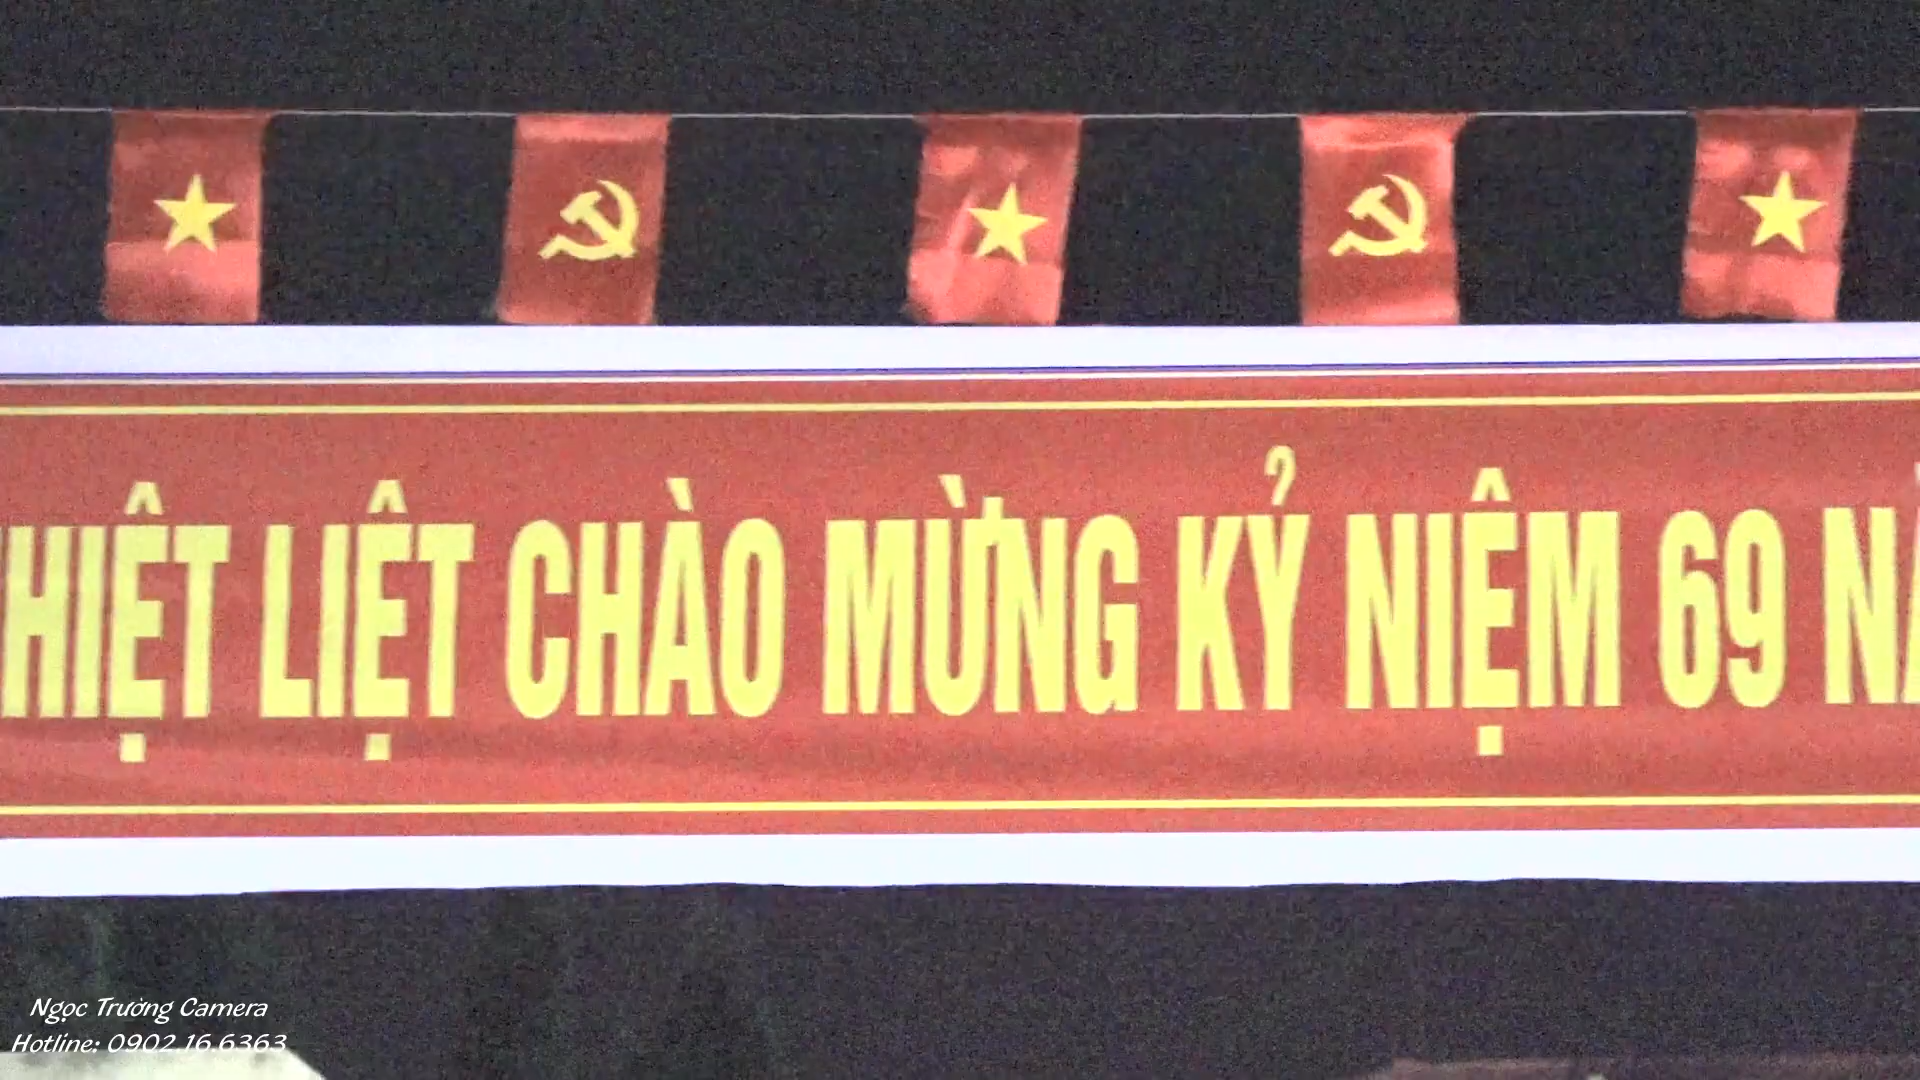 HIỆT LIỆT CHÀO MỪNG KỶ NIỆM 69 N
Ngọc Trường Camera
Hotline: 0902.16.6363